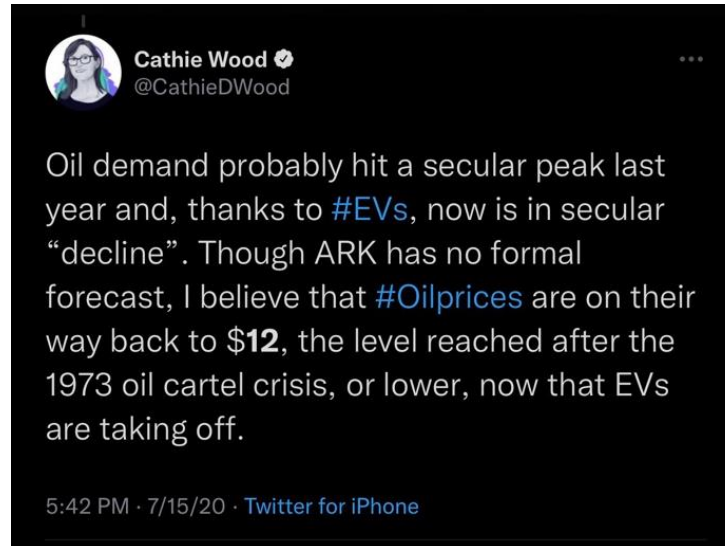 Cathie Wood
@CathieDWood
Oil demand probably hit a secular peak last
year and, thanks to #EVs, now is in secular
“decline”. Though ARK has no formal
forecast, I believe that #Oilprices are on their
way back to $12, the level reached after the
1973 oil cartel crisis, or lower, now that EVs
are taking off.
5:42 PM · 7/15/20 · Twitter for iPhone